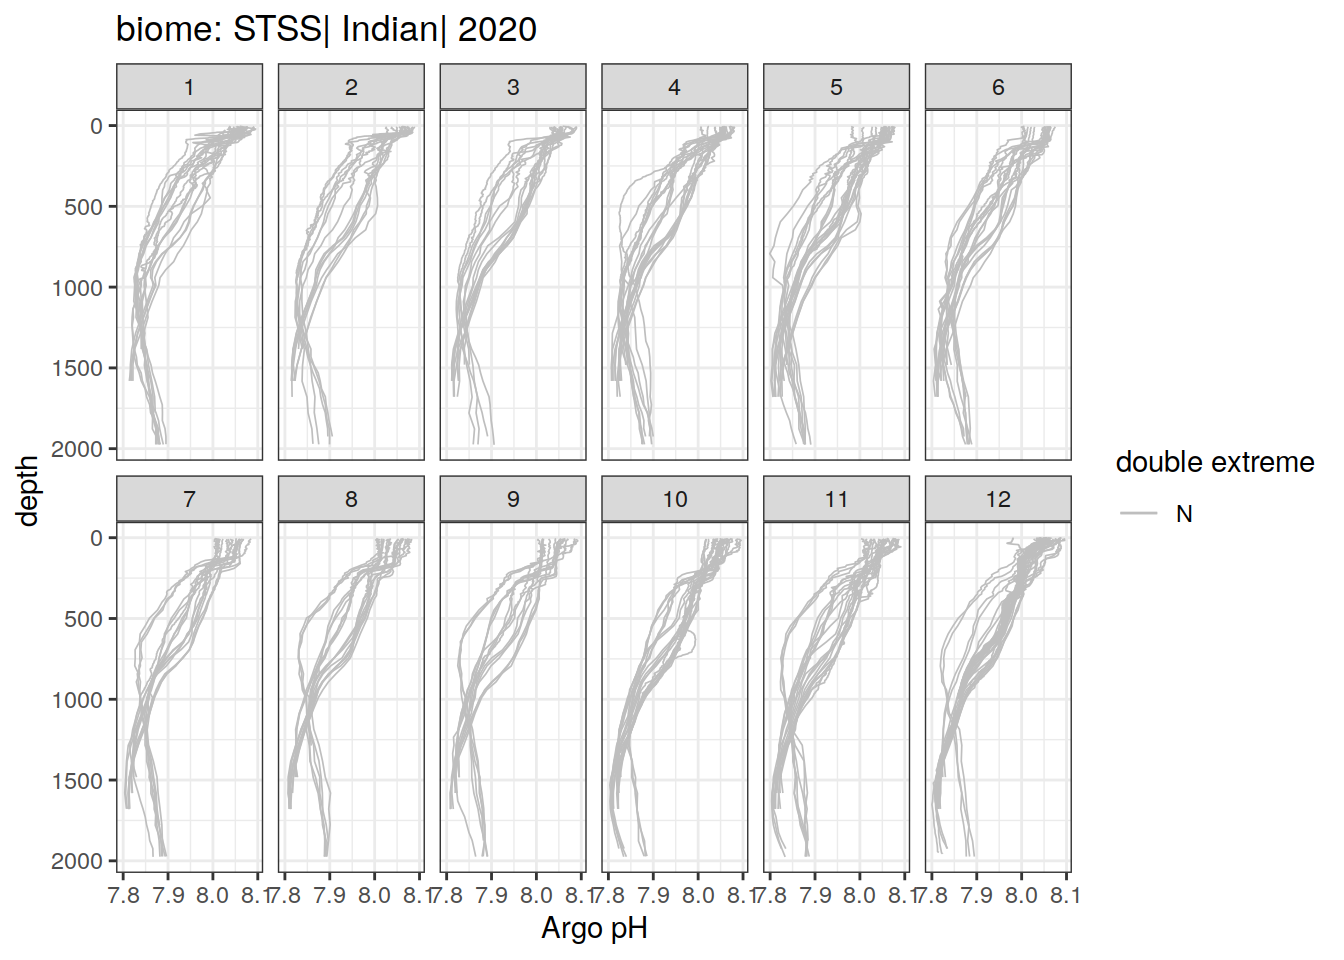 biome: STSS| Indian| 2020
1 2 3 4 5 6
0
500
1000
1500
2000
depth
7 8 9 10 11 12
0
500
1000
1500
2000
7.8 7.9 8.0 8.1 7.8 7.9 8.0 8.1 7.8 7.9 8.0 8.1 7.8 7.9 8.0 8.1 7.8 7.9 8.0 8.1 7.8 7.9 8.0 8.1
Argo pH
double extreme
N